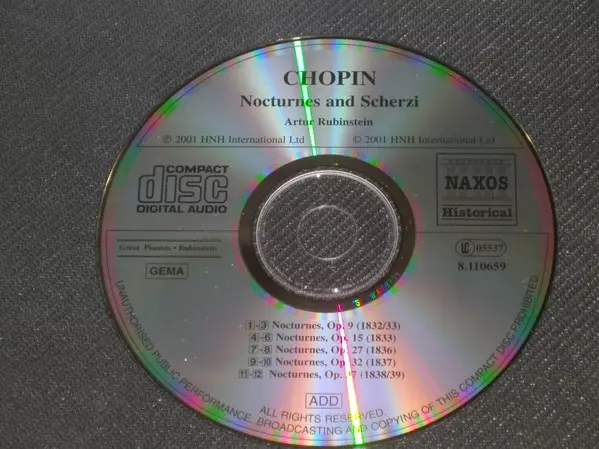 CHOPIN
Nocturnes and Scherzi
Artur Rubinstein
℗ 2001 HNH International Ltd © 2001 HNH International Ltd
COMPACT
disc
DIGITAL AUDIO
NAXOS
Historical
Great Pianists • Rubinstein
GEMA
LC 05537
8.110659
1-3 Nocturnes, Op. 9 (1832/33)
4-6 Nocturnes, Op. 15 (1833)
7-8 Nocturnes, Op. 27 (1836)
9-10 Nocturnes, Op. 32 (1837)
11-12 Nocturnes, Op. 7 (1838/39)
ADD
ALL RIGHTS RESERVED.
UNAUTHORISED PUBLIC PERFORMANCE, BROADCASTING AND COPYING OF THIS COMPACT DISC PROHIBITED